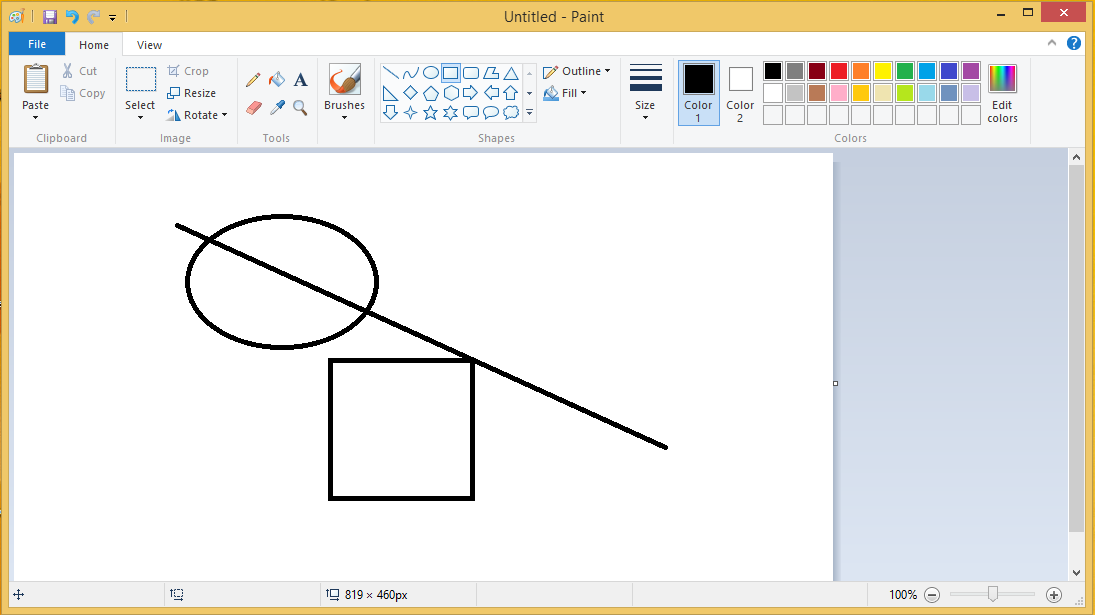 Untitled - Paint
File Home View
Paste
Cut
Copy
Clipboard
Select
Crop
Resize
Rotate
Image
A
Tools
Brushes
Shapes
Outline
Fill
Size
Color
1
Color
2
Edit
colors
Colors
819 × 460px
100%